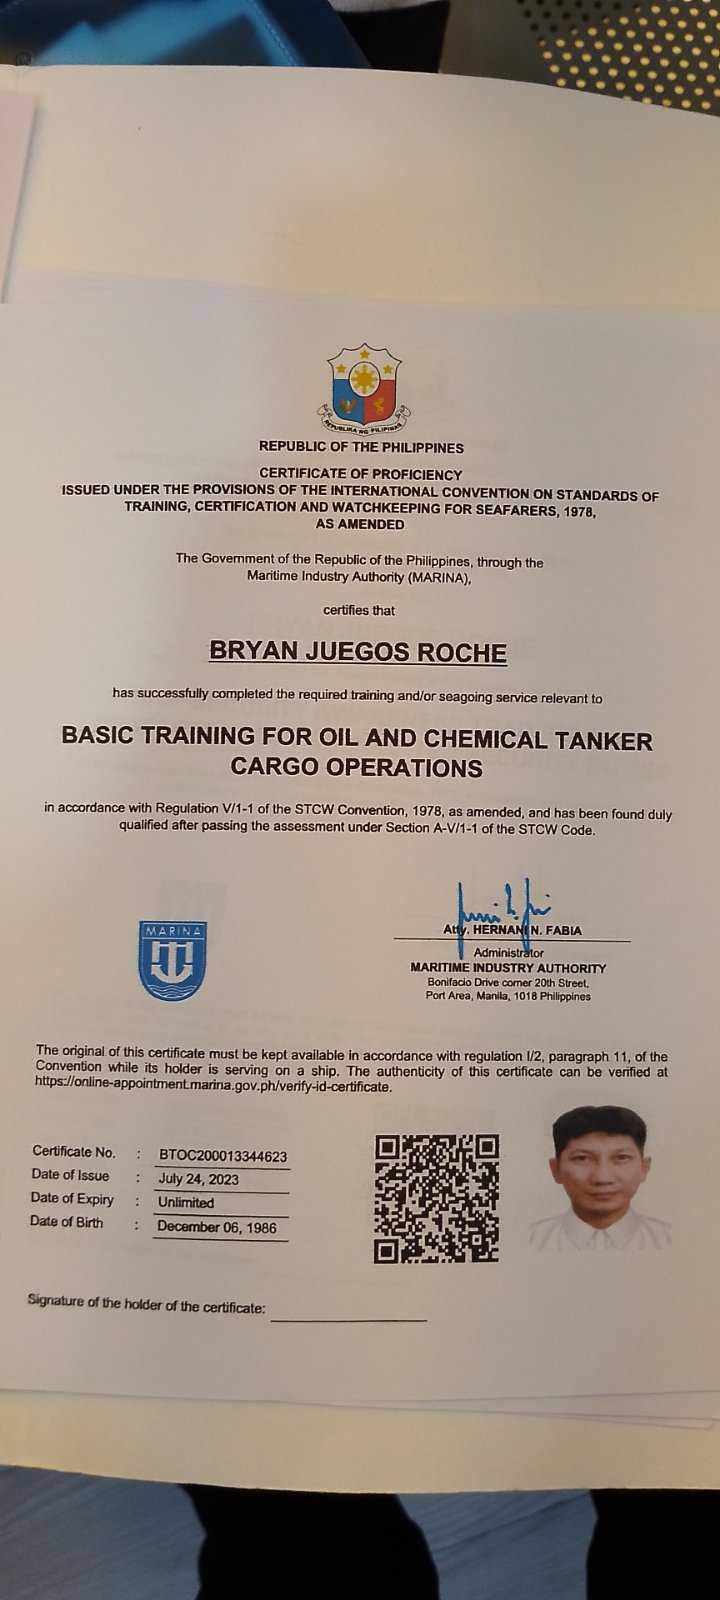 REPUBLIKA NG PILIPINAS
REPUBLIC OF THE PHILIPPINES
CERTIFICATE OF PROFICIENCY
ISSUED UNDER THE PROVISIONS OF THE INTERNATIONAL CONVENTION ON STANDARDS OF
TRAINING, CERTIFICATION AND WATCHKEEPING FOR SEAFARERS, 1978,
AS AMENDED
The Government of the Republic of the Philippines, through the
Maritime Industry Authority (MARINA),
certifies that
BRYAN JUEGOS ROCHE
has successfully completed the required training and/or seagoing service relevant to
BASIC TRAINING FOR OIL AND CHEMICAL TANKER
CARGO OPERATIONS
in accordance with Regulation V/1-1 of the STCW Convention, 1978, as amended, and has been found duly
qualified after passing the assessment under Section A-V/1-1 of the STCW Code.
MARINA
Atty. HERNANI N. FABIA
Administrator
MARITIME INDUSTRY AUTHORITY
Bonifacio Drive corner 20th Street,
Port Area, Manila, 1018 Philippines
The original of this certificate must be kept available in accordance with regulation I/2, paragraph 11, of the
Convention while its holder is serving on a ship. The authenticity of this certificate can be verified at
https://online-appointment.marina.gov.ph/verify-id-certificate.
Certificate No. : BTOC200013344623
Date of Issue : July 24, 2023
Date of Expiry : Unlimited
Date of Birth : December 06, 1986
Signature of the holder of the certificate: